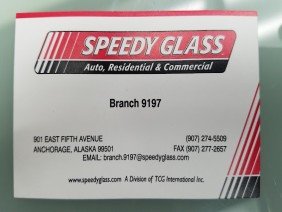 SPEEDY GLASS
Auto, Residential & Commercial
Branch 9197
901 EAST FIFTH AVENUE (907) 274-5509
ANCHORAGE, ALASKA 99501 FAX (907) 277-2657
EMAIL: branch.9197@speedyglass.com
www.speedyglass.com A Division of TCG International Inc.